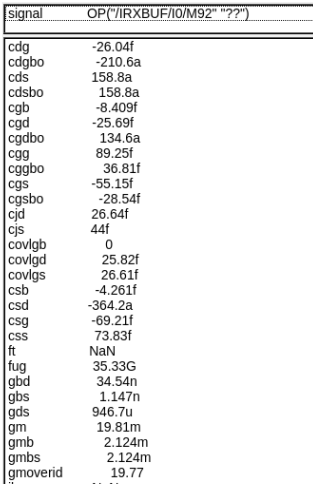 signal OP("/IRXBUF/I0/M92" "??")
cdg -26.04f
cdgbo -210.6a
cds 158.8a
cdsbo 158.8a
cgb -8.409f
cgd -25.69f
cgdbo 134.6a
cgg 89.25f
cggbo 36.81f
cgs -55.15f
cgsbo -28.54f
cjd 26.64f
cjs 44f
covlgb 0
covlgd 25.82f
covlgs 26.61f
csb -4.261f
csd -364.2a
csg -69.21f
css 73.83f
ft NaN
fug 35.33G
gbd 34.54n
gbs 1.147n
gds 946.7u
gm 19.81m
gmb 2.124m
gmbs 2.124m
gmoverid 19.77